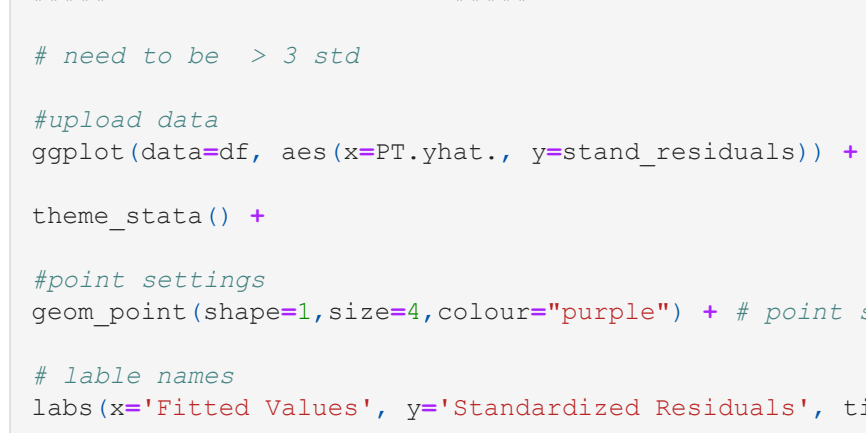 # need to be  > 3 std
#upload data
ggplot(data=df, aes(x=PT.yhat., y=stand_residuals)) +
theme_stata() +
#point settings
geom_point(shape=1,size=4,colour="purple") + # point
# lable names
labs(x='Fitted Values', y='Standardized Residuals',